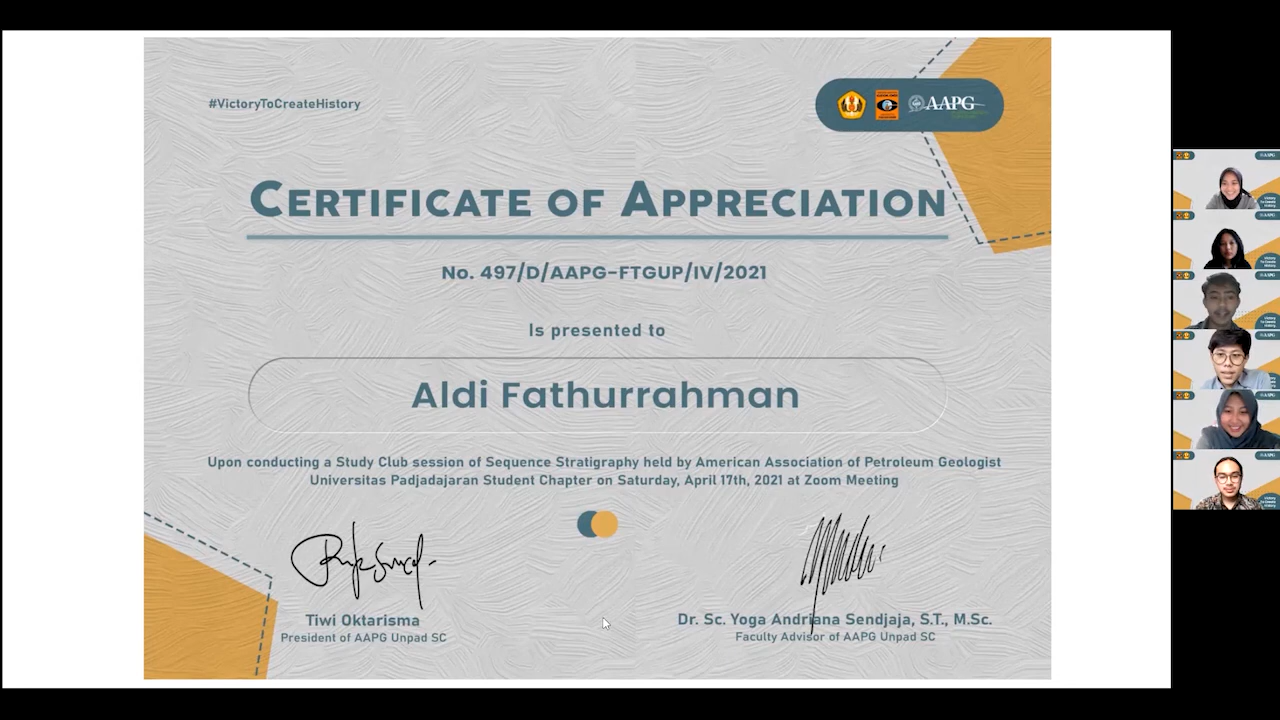 #VictoryToCreateHistory
AAPG
CERTIFICATE OF APPRECIATION
No. 497/D/AAPG-FTGUP/IV/2021
Is presented to
Aldi Fathurrahman
Upon conducting a Study Club session of Sequence Stratigraphy held by American Association of Petroleum Geologist
Universitas Padjadajaran Student Chapter on Saturday, April 17th, 2021 at Zoom Meeting
Tiwi Oktarisma
President of AAPG Unpad SC
Dr. Sc. Yoga Andriana Sendjaja, S.T., M.Sc.
Faculty Advisor of AAPG Unpad SC